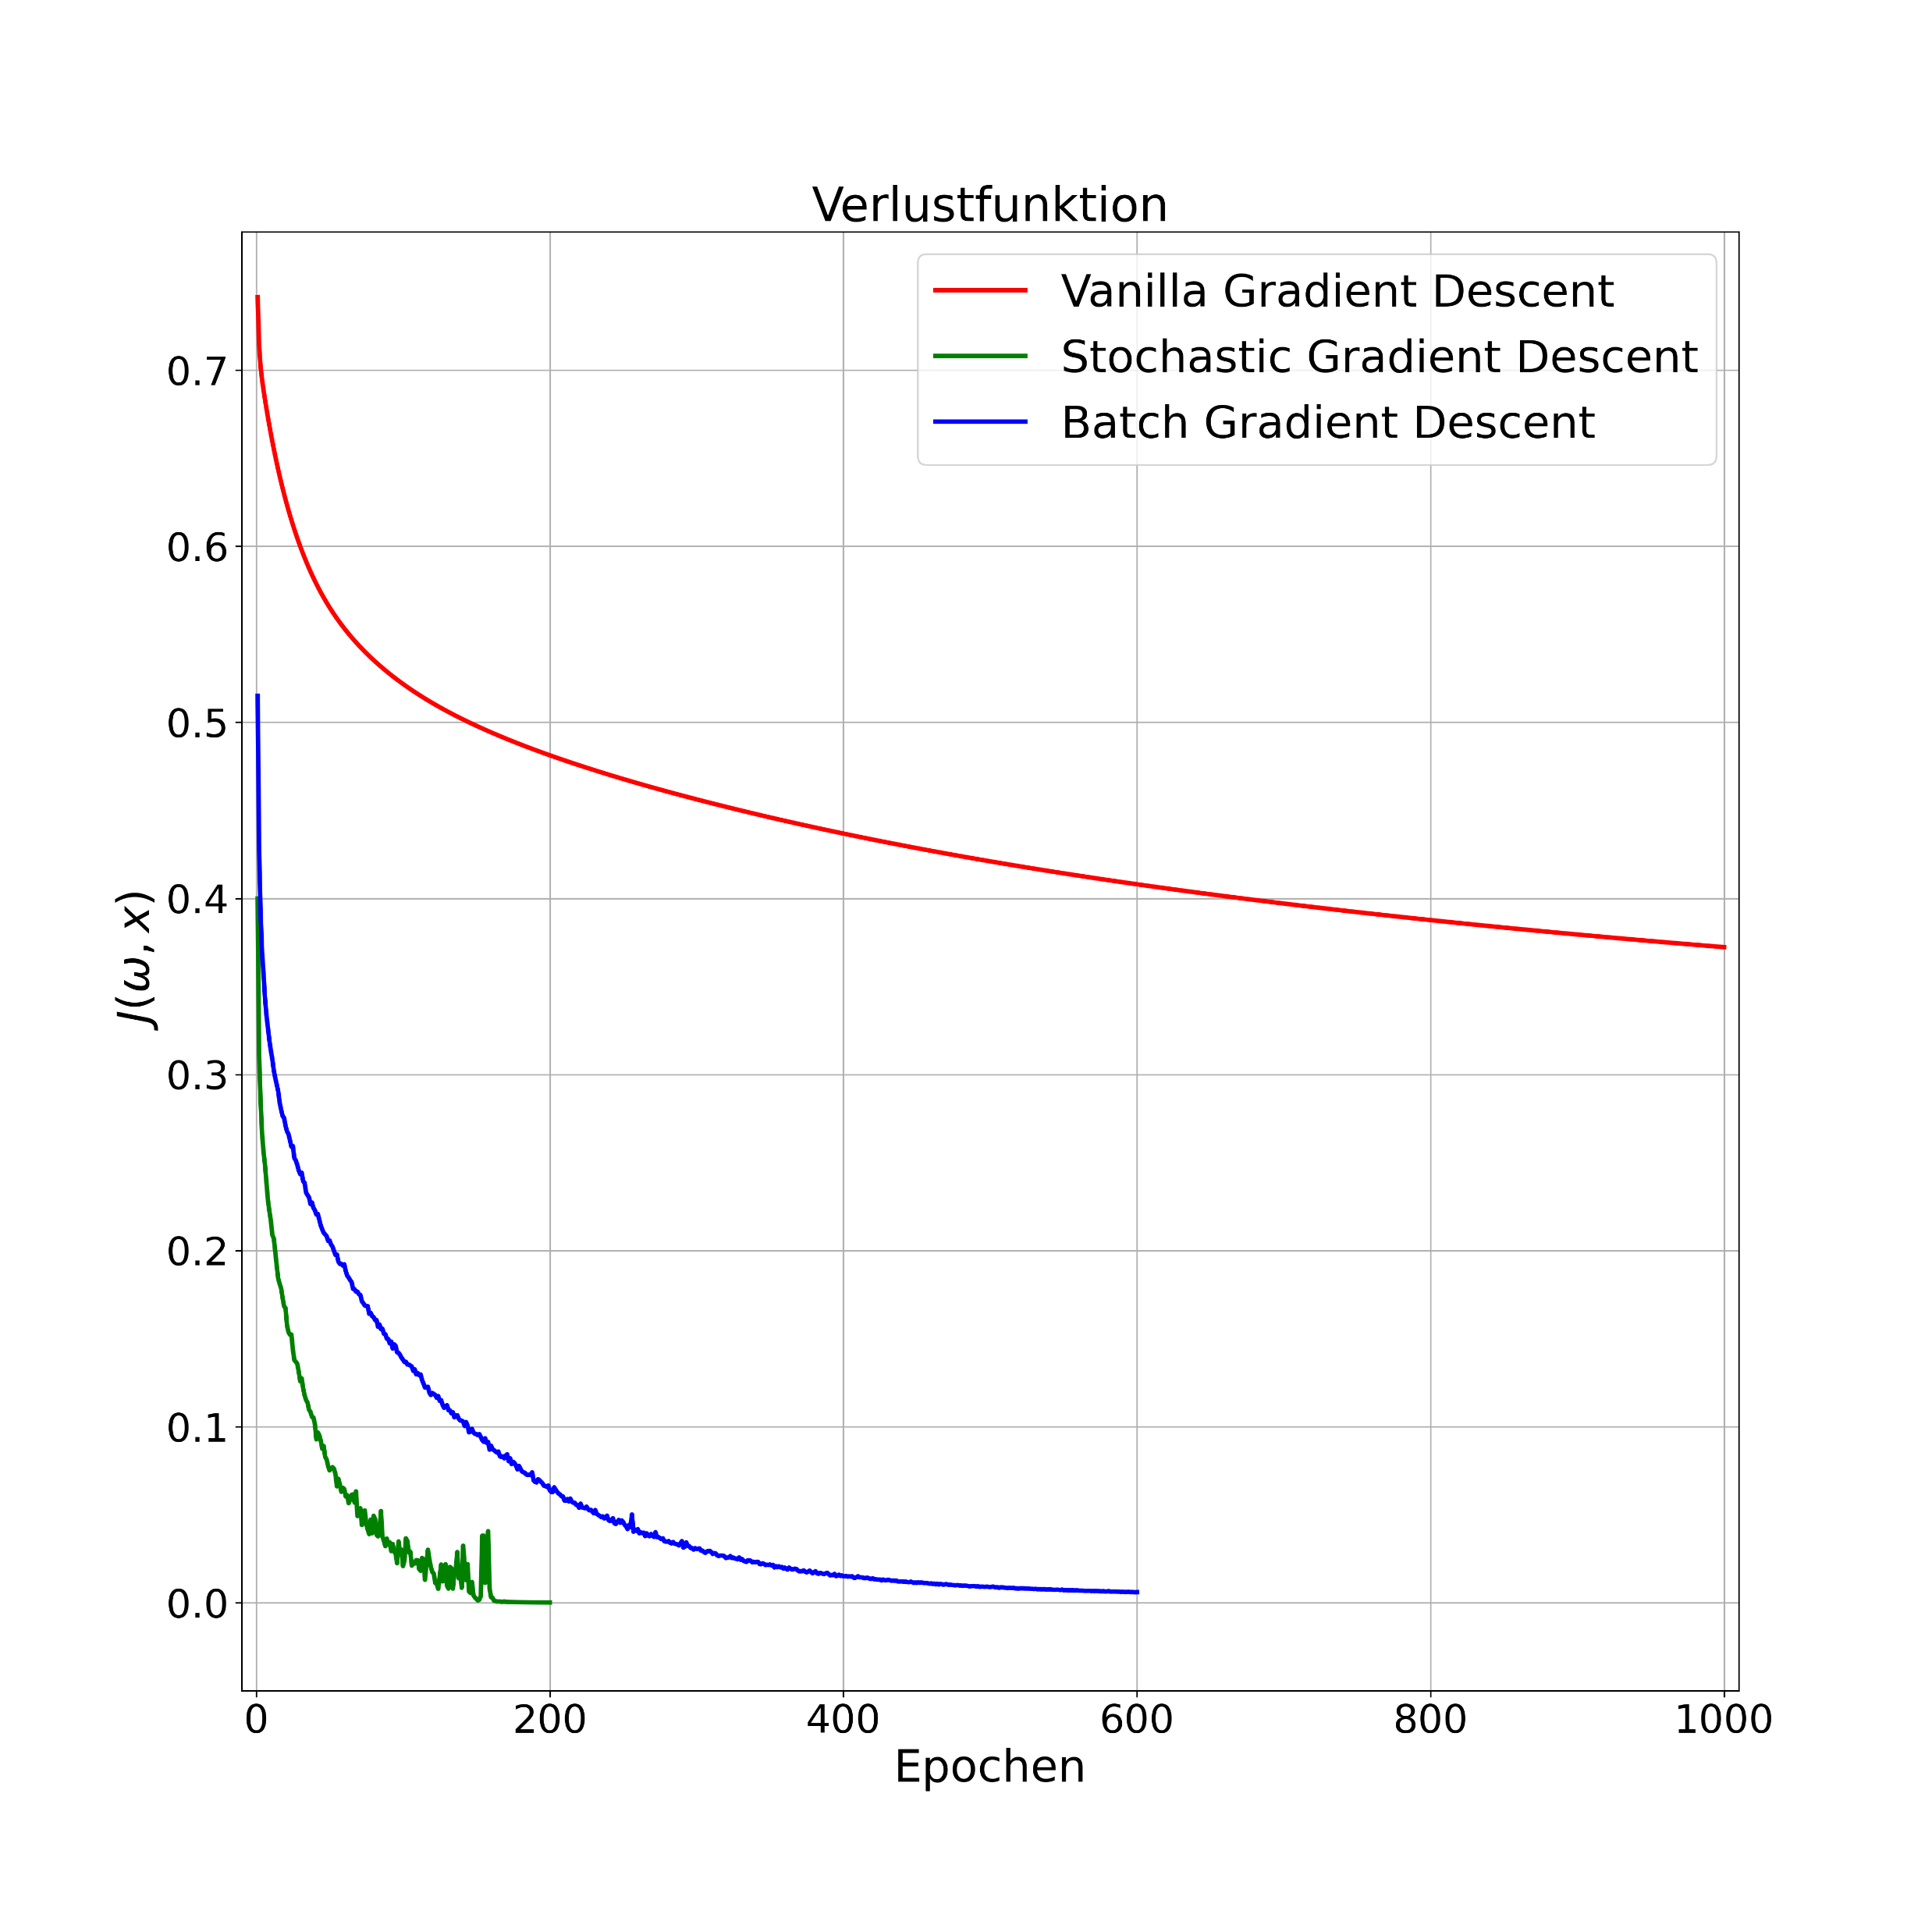 Verlustfunktion
Vanilla Gradient Descent
Stochastic Gradient Descent
Batch Gradient Descent
0.7
0.6
0.5
0.4
0.3
0.2
0.1
0.0
J(ω, x)
0 200 400 600 800 1000
Epochen